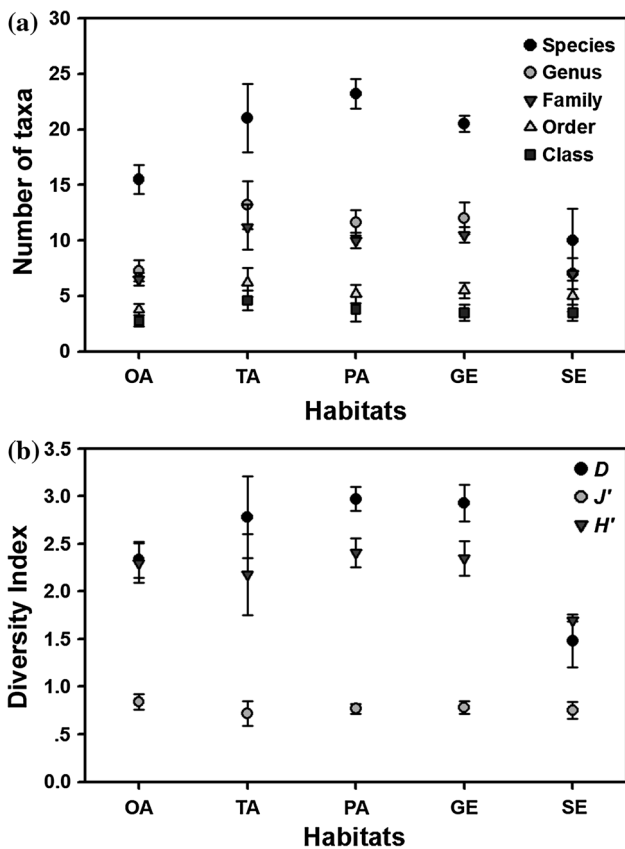 (a)
30
25
20
15
10
5
0
Number of taxa
Species
Genus
Family
Order
Class
OA TA PA GE SE
Habitats
(b)
3.5
3.0
2.5
2.0
1.5
1.0
.5
0.0
Diversity Index
D
J'
H'
OA TA PA GE SE
Habitats